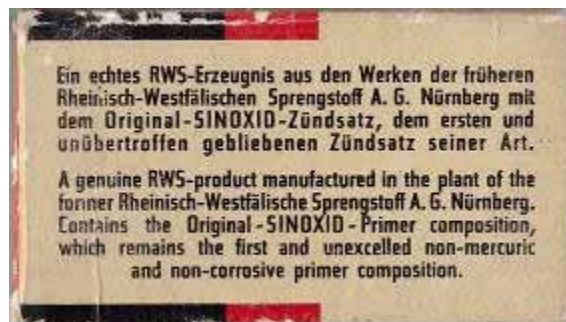 Ein echtes RWS-Erzeugnis aus den Werken der früheren
Rheinisch-Westfälischen Sprengstoff A. G. Nürnberg mit
dem Original-SINOXID-Zündsatz, dem ersten und
unübertroffen gebliebenen Zündsatz seiner Art.
A genuine RWS-product manufactured in the plant of the
former Rheinisch-Westfälische Sprengstoff A. G. Nürnberg.
Contains the Original-SINOXID-Primer composition,
which remains the first and unexcelled non-mercuric
and non-corrosive primer composition.